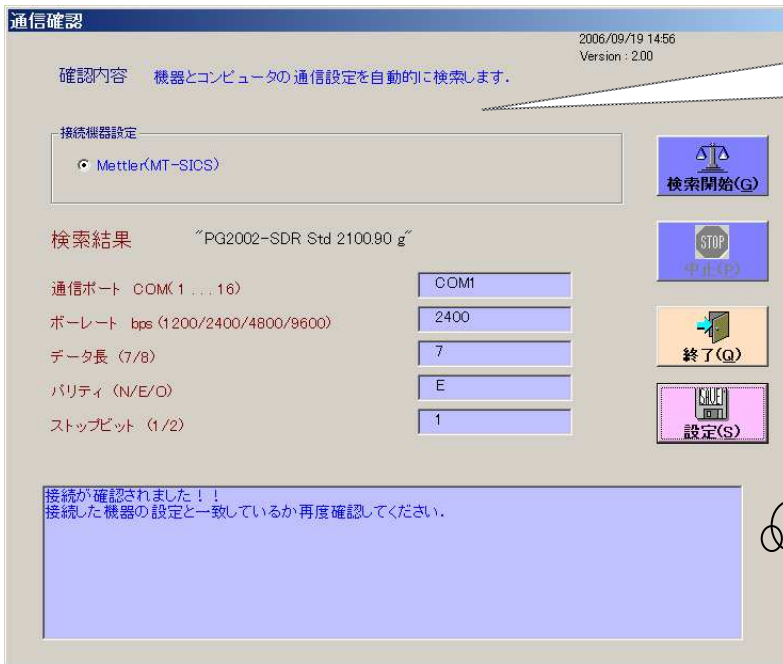 通信確認
2006/09/19 14:56
Version : 2.00
確認内容 機器とコンピュータの通信設定を自動的に検索します.
接続機器設定
Mettler(MT-SICS)
検索開始(G)
検索結果 "PG2002-SDR Std 2100.90 g"
STOP
中止(P)
通信ポート COM(1 ... 16) COM1
ボーレート bps (1200/2400/4800/9600) 2400
データ長 (7/8) 7
終了(Q)
パリティ (N/E/O) E
ストップビット (1/2) 1
SAVE!
設定(S)
接続が確認されました!!
接続した機器の設定と一致しているか再度確認してください.